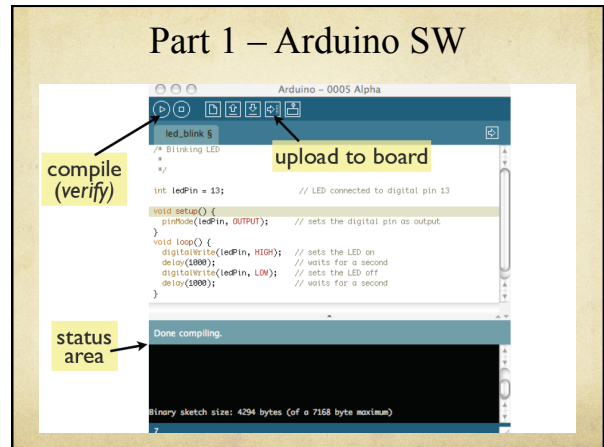 Part 1 – Arduino SW
Arduino – 0005 Alpha
led_blink §
compile
(verify)
upload to board
/* Blinking LED
*
*/
int ledPin = 13; // LED connected to digital pin 13
void setup() {
pinMode(ledPin, OUTPUT); // sets the digital pin as output
}
void loop() {
digitalWrite(ledPin, HIGH); // sets the LED on
delay(1000); // waits for a second
digitalWrite(ledPin, LOW); // sets the LED off
delay(1000); // waits for a second
}
status
area
Done compiling.
Binary sketch size: 4294 bytes (of a 7168 byte maximum)
7